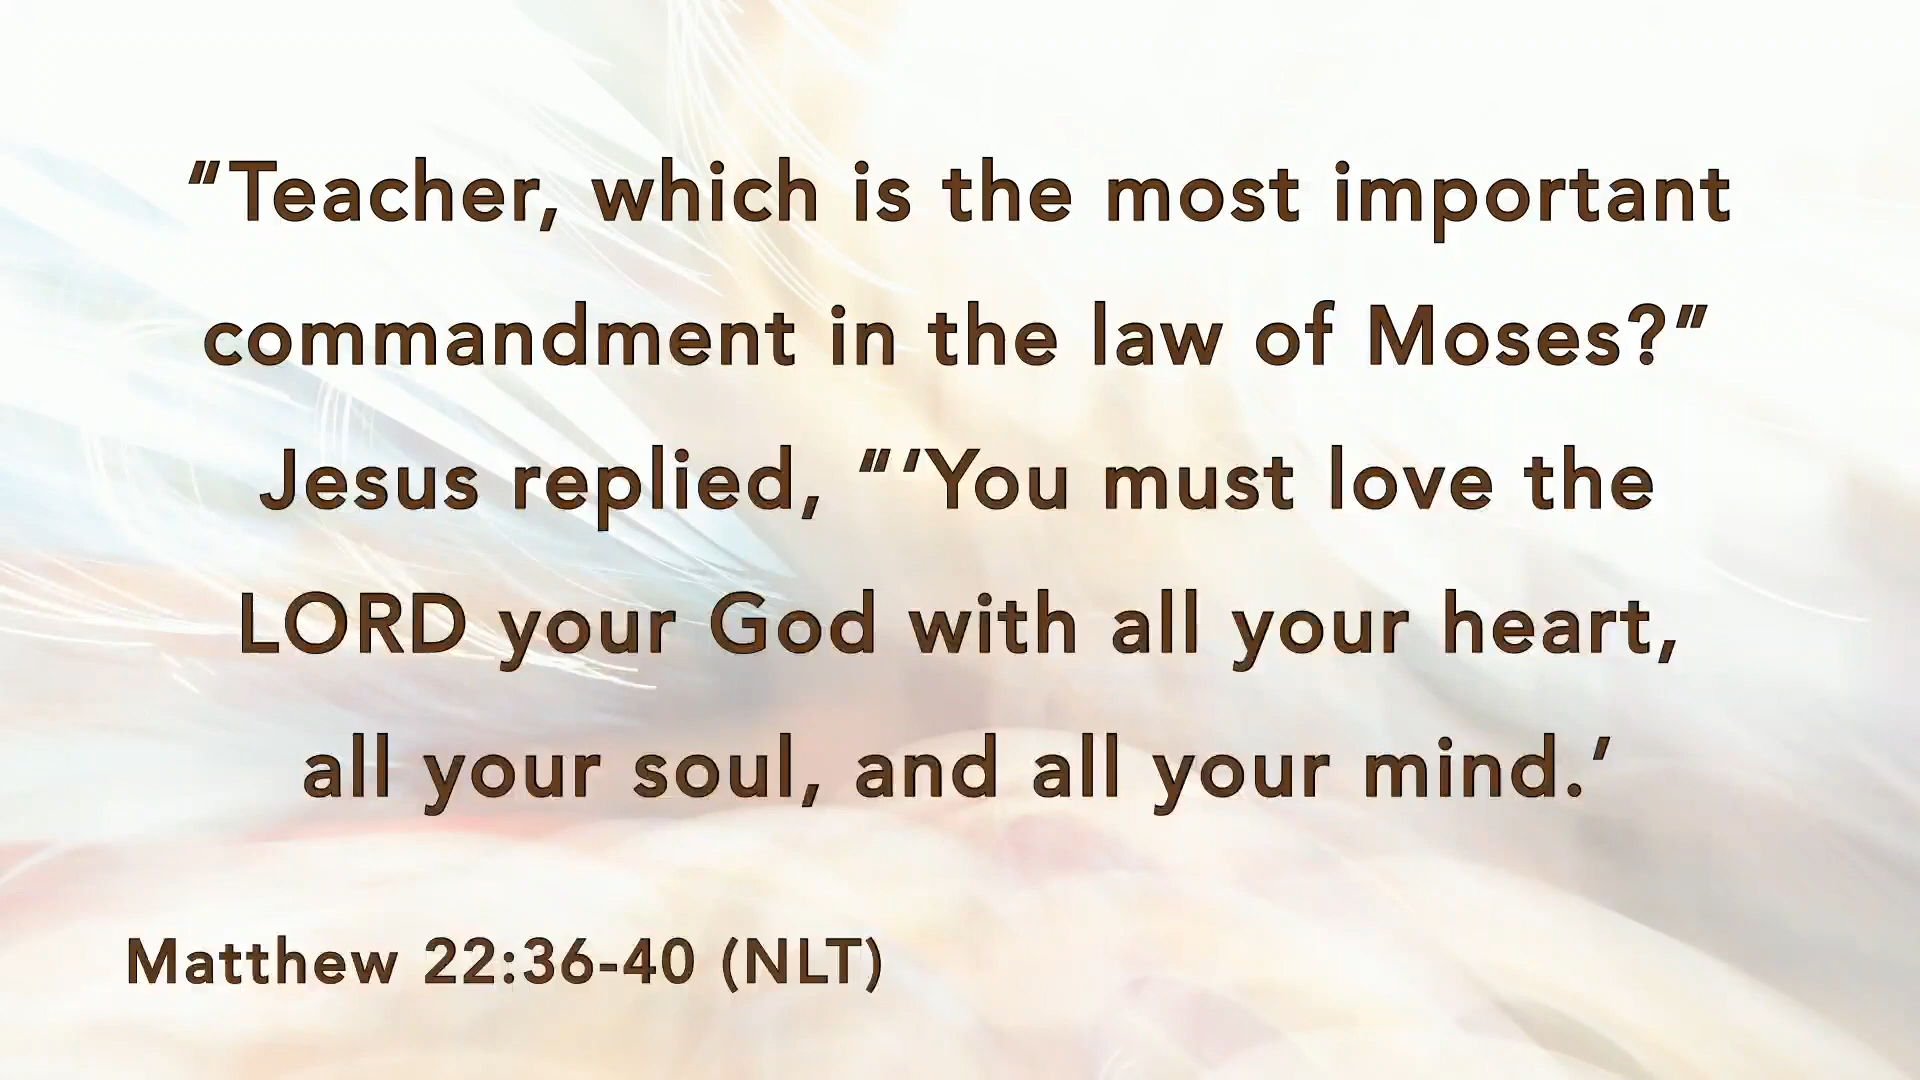 “Teacher, which is the most important
commandment in the law of Moses?”
Jesus replied, “‘You must love the
LORD your God with all your heart,
all your soul, and all your mind.’
Matthew 22:36-40 (NLT)